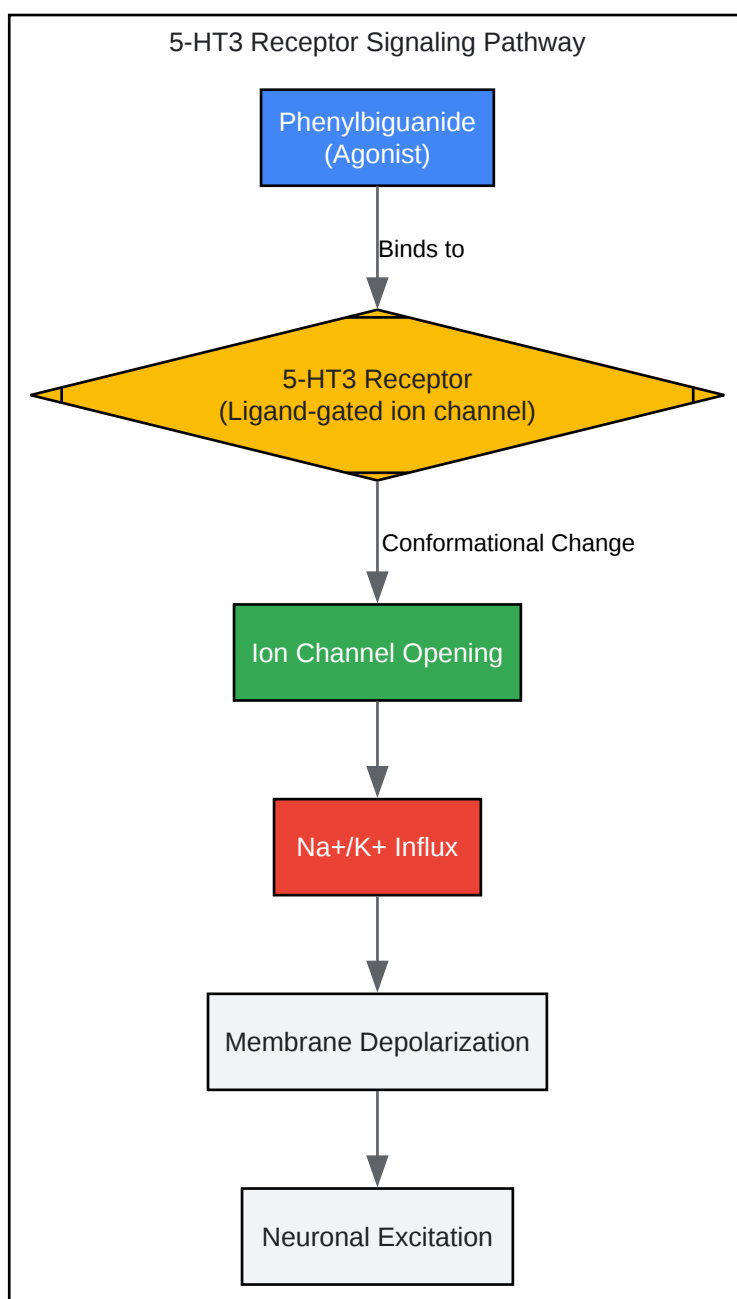 5-HT3 Receptor Signaling Pathway
Phenylbiguanide
(Agonist)
Binds to
5-HT3 Receptor
(Ligand-gated ion channel)
Conformational Change
Ion Channel Opening
Na+/K+ Influx
Membrane Depolarization
Neuronal Excitation